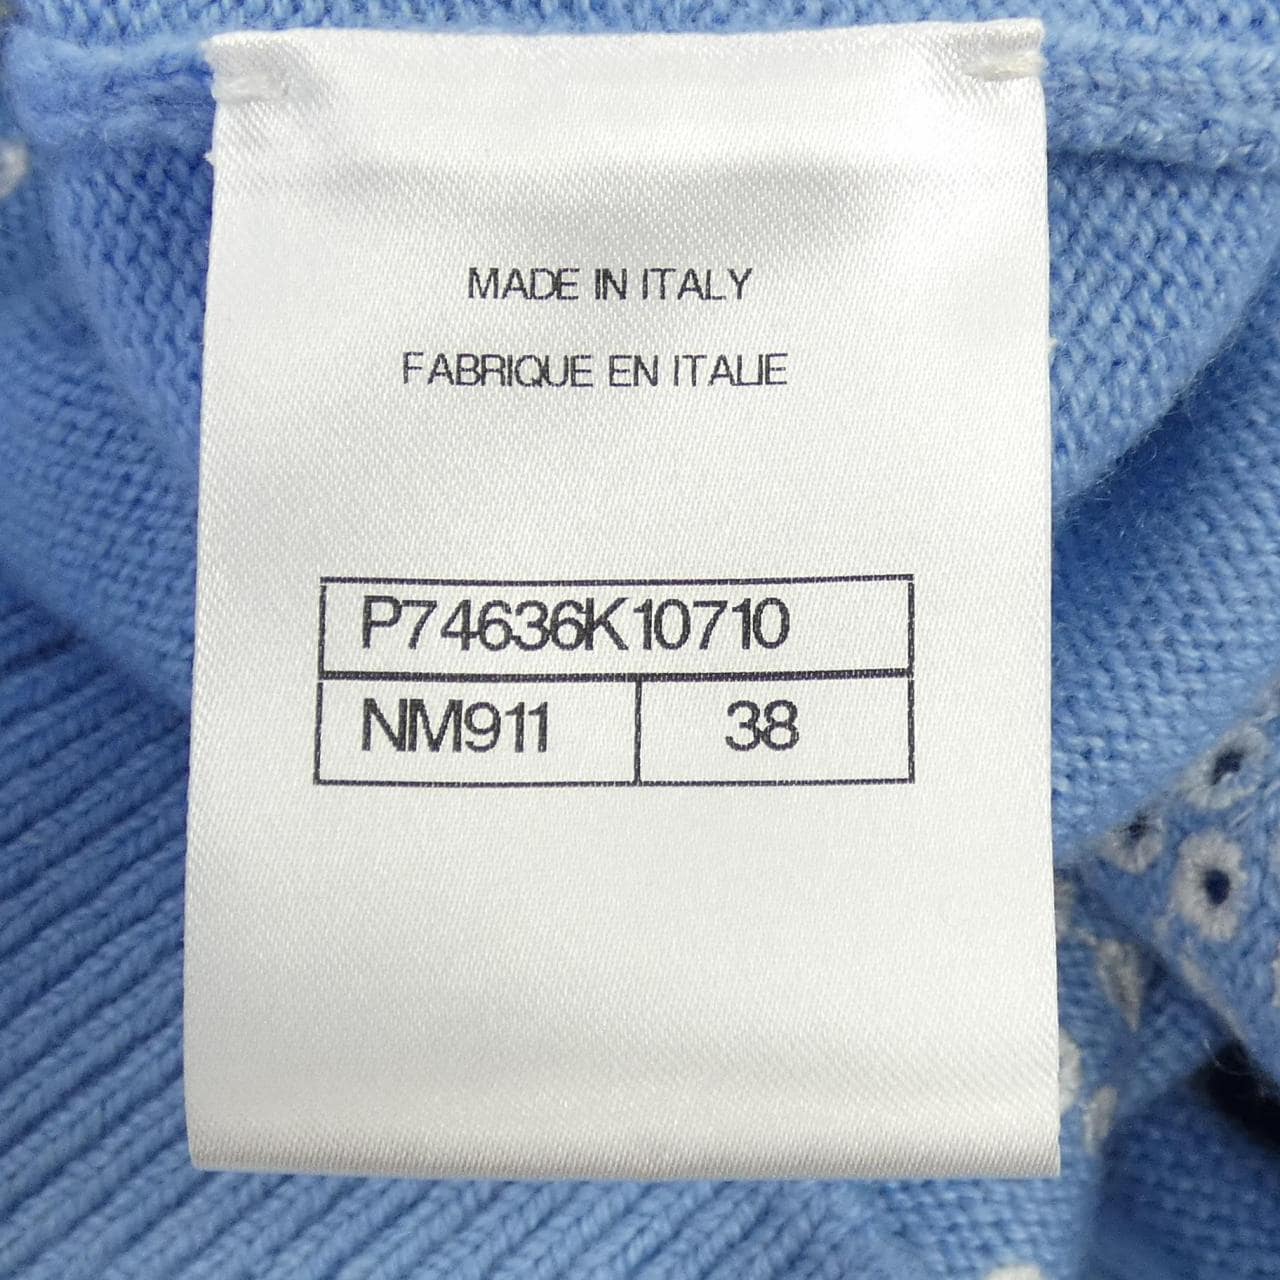 MADE IN ITALY
FABRIQUE EN ITALIE
P74636K10710
NM911 38